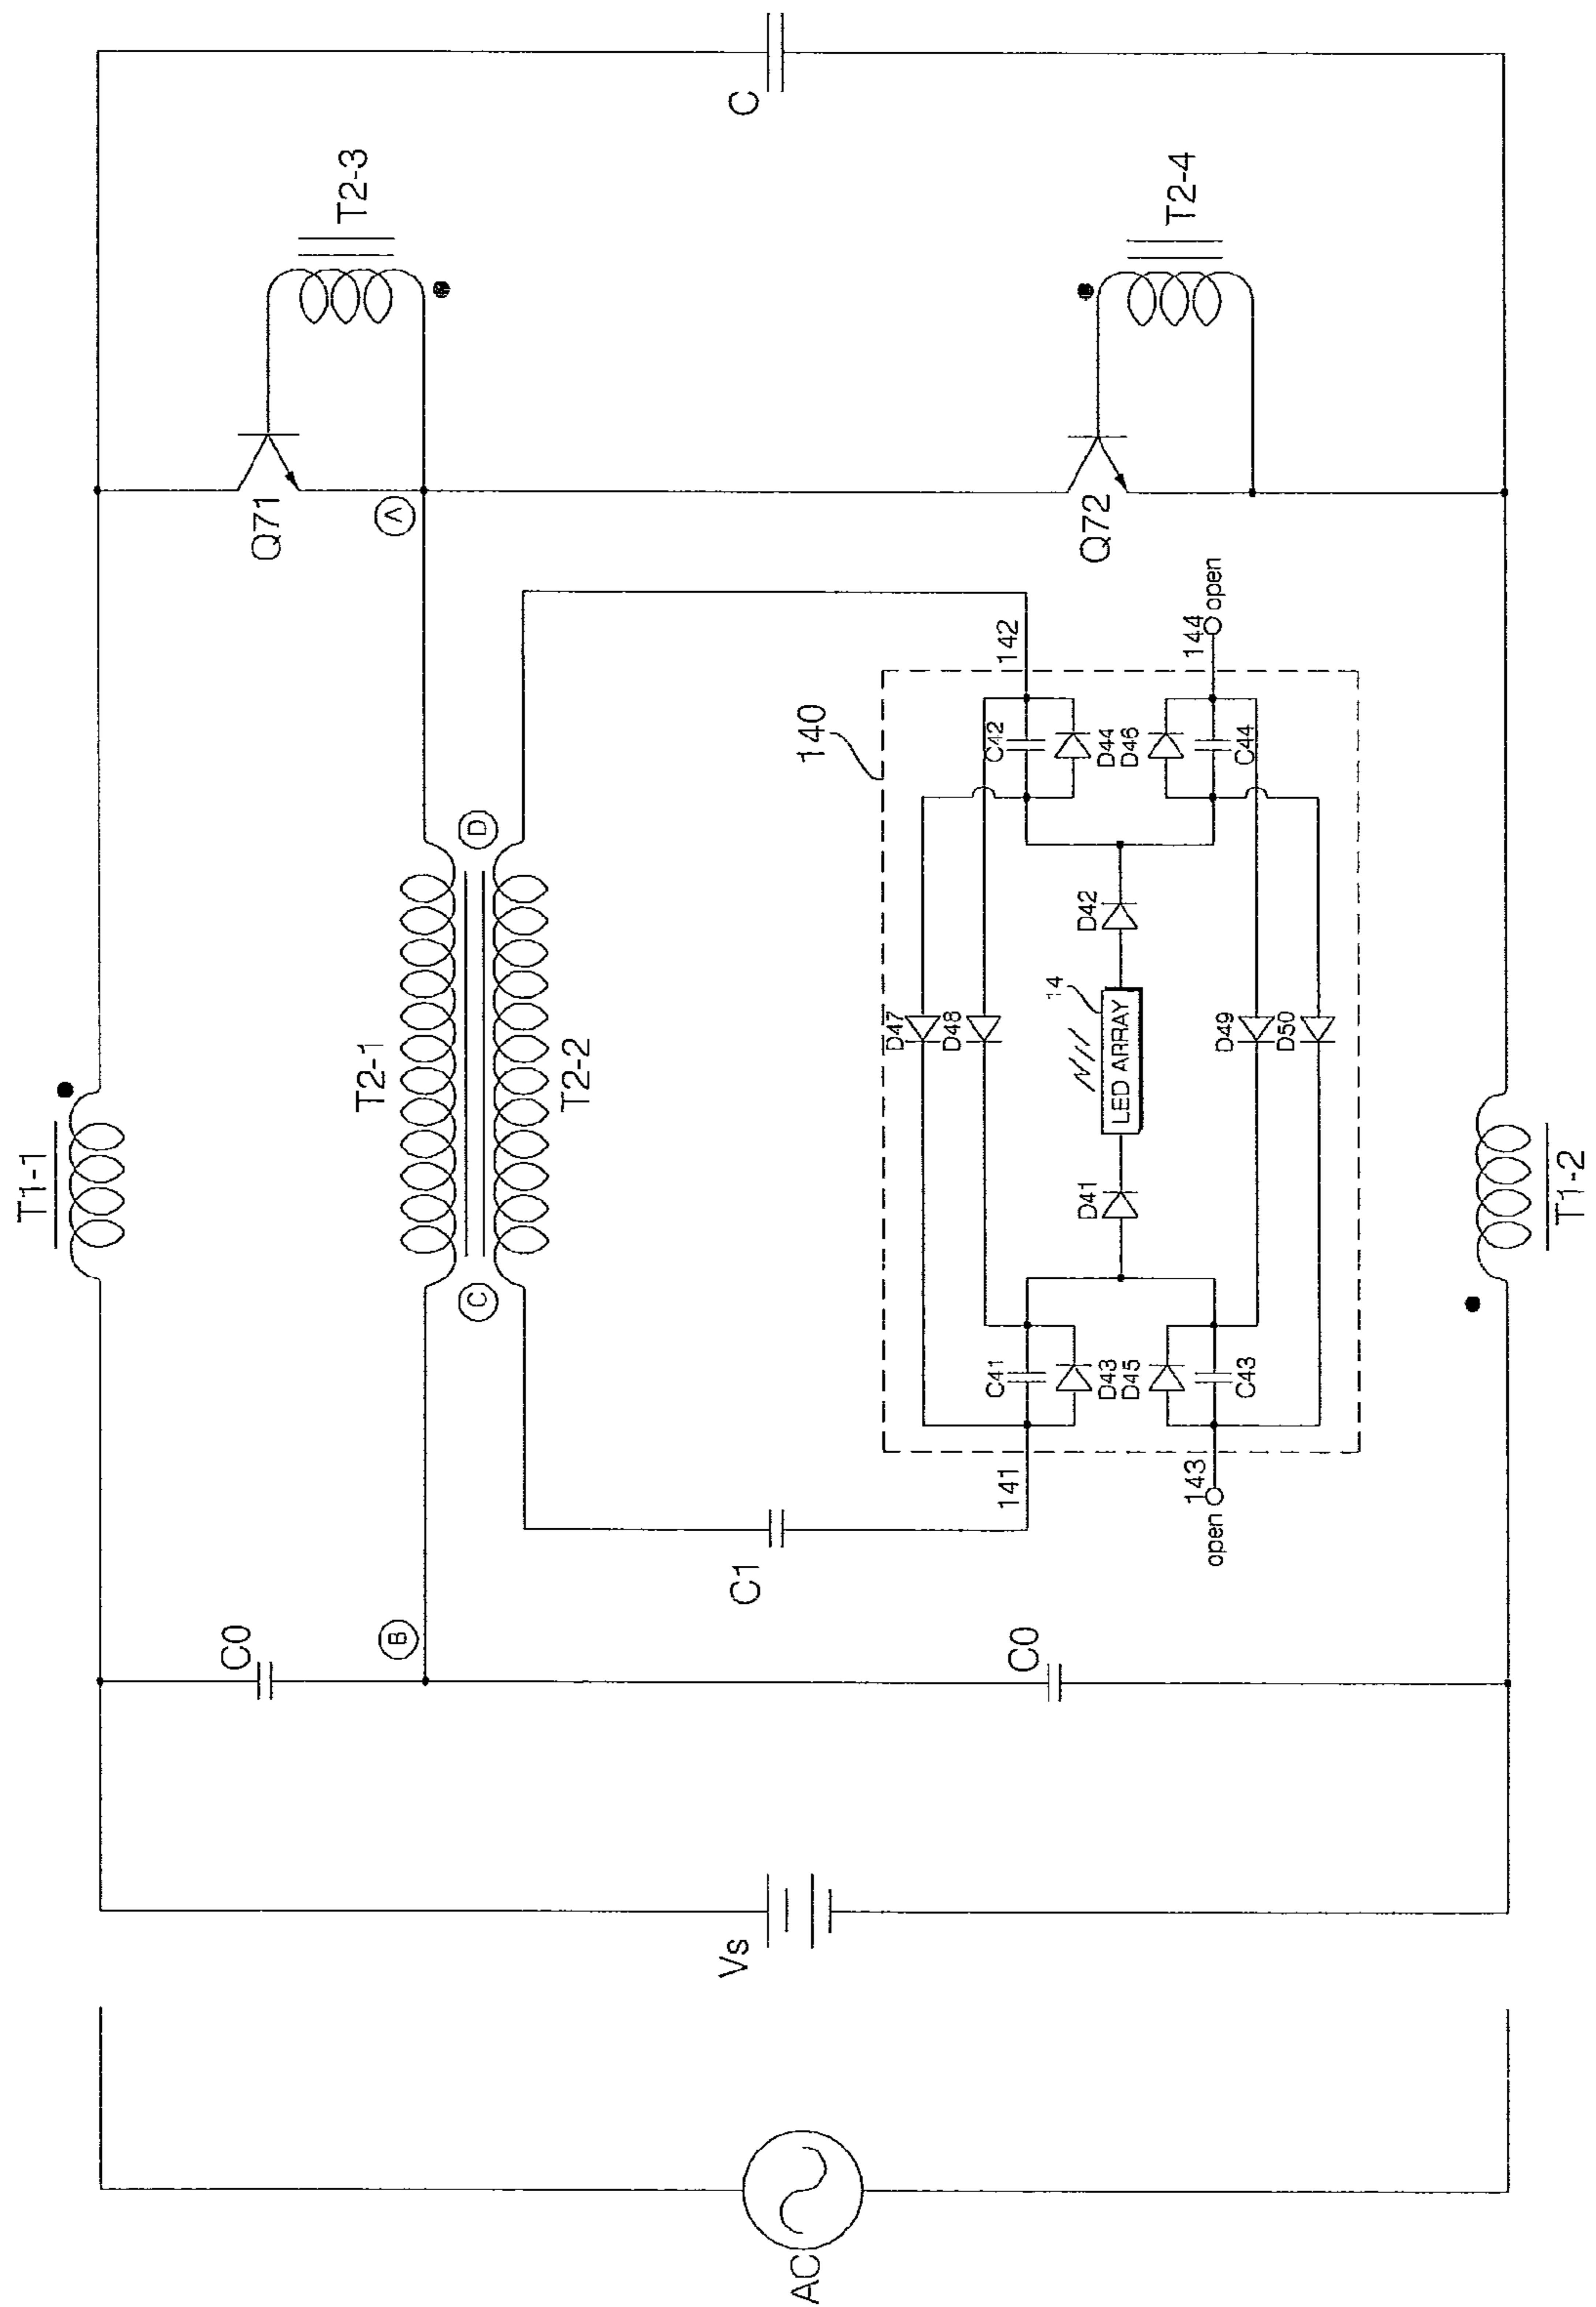 C
T2-3
T2-4
Q71
A
Q72
open
144
142
140
C42
D44
D46
C44
D
D42
14
T2-1
T2-2
D47
D48
LED ARRAY
D49
D50
T1-1
T1-2
D41
C
C41
D43
D45
C43
141
143
open
C1
B
C0
C0
Vs
AC